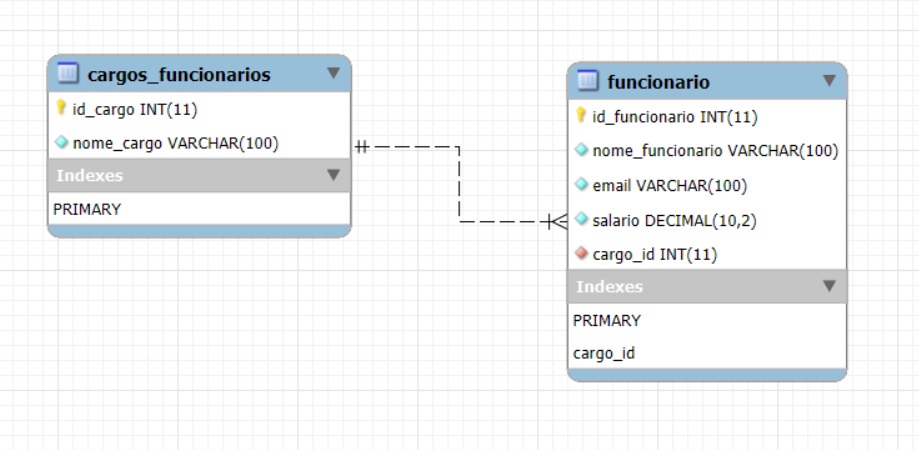 cargos_funcionarios
id_cargo INT(11)
nome_cargo VARCHAR(100)
Indexes
PRIMARY
funcionario
id_funcionario INT(11)
nome_funcionario VARCHAR(100)
email VARCHAR(100)
salario DECIMAL(10,2)
cargo_id INT(11)
Indexes
PRIMARY
cargo_id